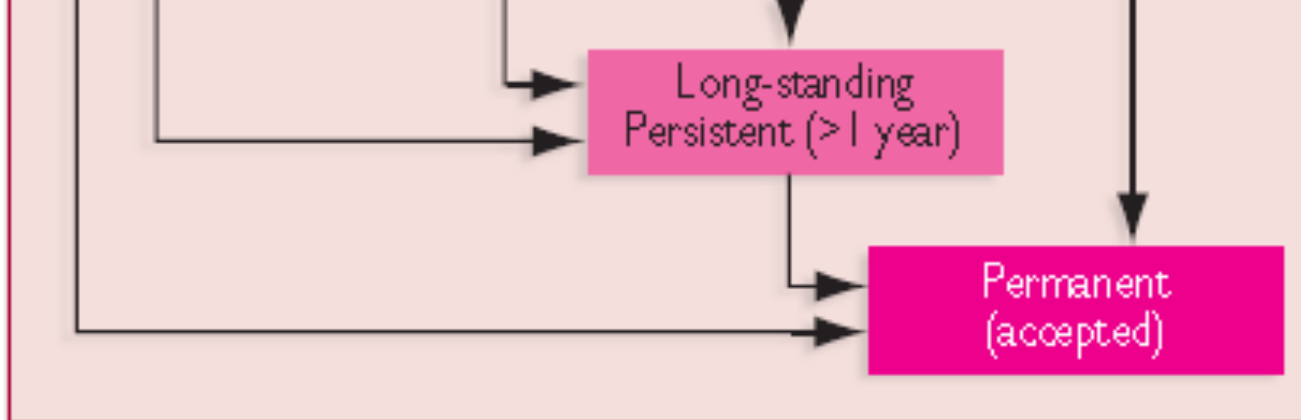 Long-standing
Persistent (>1 year)
Permanent
(accepted)